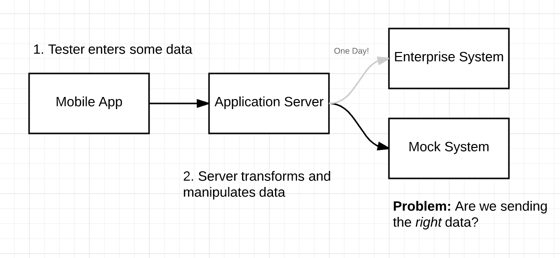 1. Tester enters some data
Mobile App
Application Server
One Day!
Enterprise System
Mock System
2. Server transforms and
manipulates data
Problem: Are we sending
the right data?